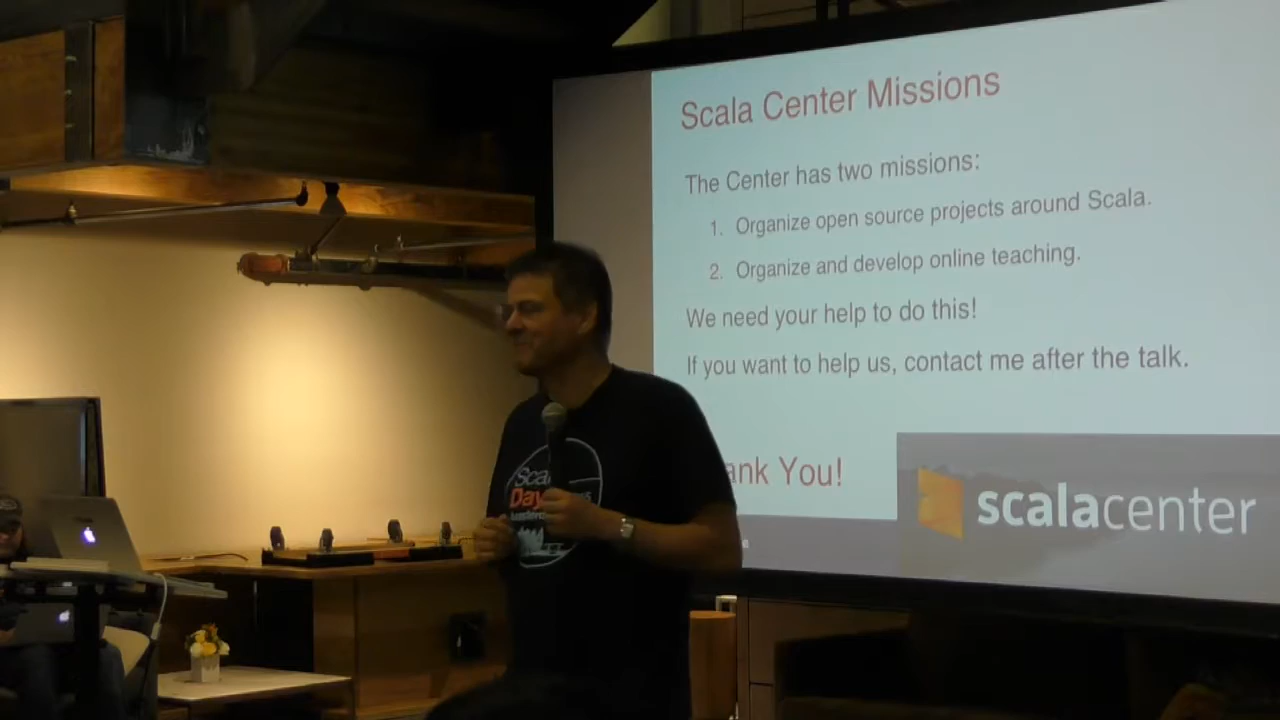 Scala Center Missions
The Center has two missions:
1. Organize open source projects around Scala.
2. Organize and develop online teaching.
We need your help to do this!
If you want to help us, contact me after the talk.
ank You!
scalacenter
Scal
Day